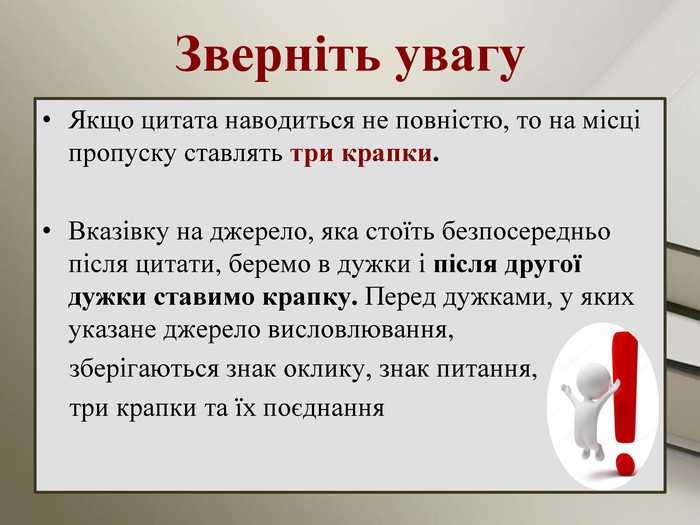 Зверніть увагу
• Якщо цитата наводиться не повністю, то на місці
пропуску ставлять три крапки.
• Вказівку на джерело, яка стоїть безпосередньо
після цитати, беремо в дужки і після другої
дужки ставимо крапку. Перед дужками, у яких
указане джерело висловлювання,
зберігаються знак оклику, знак питання,
три крапки та їх поєднання